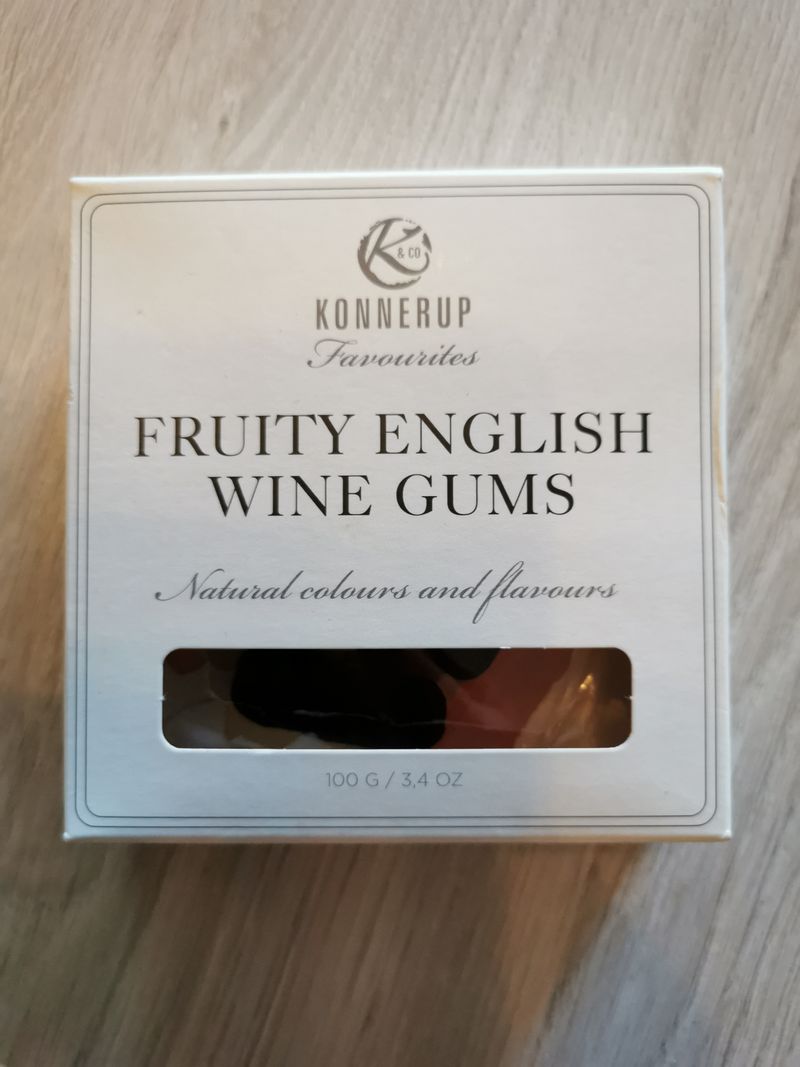 K & CO
KONNERUP
Favourites
FRUITY ENGLISH
WINE GUMS
Natural colours and flavours
100 G / 3,4 OZ